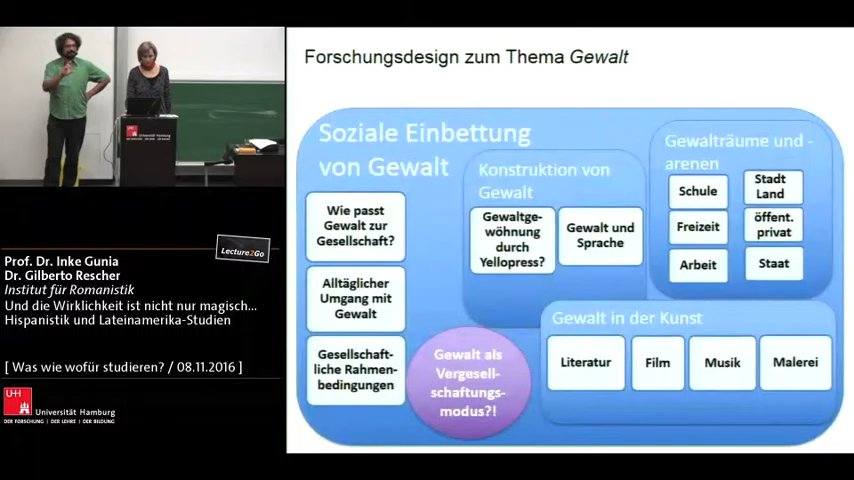 Forschungsdesign zum Thema Gewalt
Soziale Einbettung
von Gewalt
Wie passt
Gewalt zur
Gesellschaft?
Alltäglicher
Umgang mit
Gewalt
Gesellschaft-
liche Rahmen-
bedingungen
Konstruktion von
Gewalt
Gewaltge-
wöhnung
durch
Yellopress?
Gewalt und
Sprache
Gewalträume und -
arenen
Schule
Stadt
Land
Freizeit
öffent.
privat
Arbeit
Staat
Gewalt als
Vergesell-
schaftungs-
modus?!
Gewalt in der Kunst
Literatur
Film
Musik
Malerei
Lecture2Go
Prof. Dr. Inke Gunia
Dr. Gilberto Rescher
Institut für Romanistik
Und die Wirklichkeit ist nicht nur magisch...
Hispanistik und Lateinamerika-Studien
[ Was wie wofür studieren? / 08.11.2016 ]
UH
Universität Hamburg
DER FORSCHUNG | DER LEHRE | DER BILDUNG
Universität Hamburg